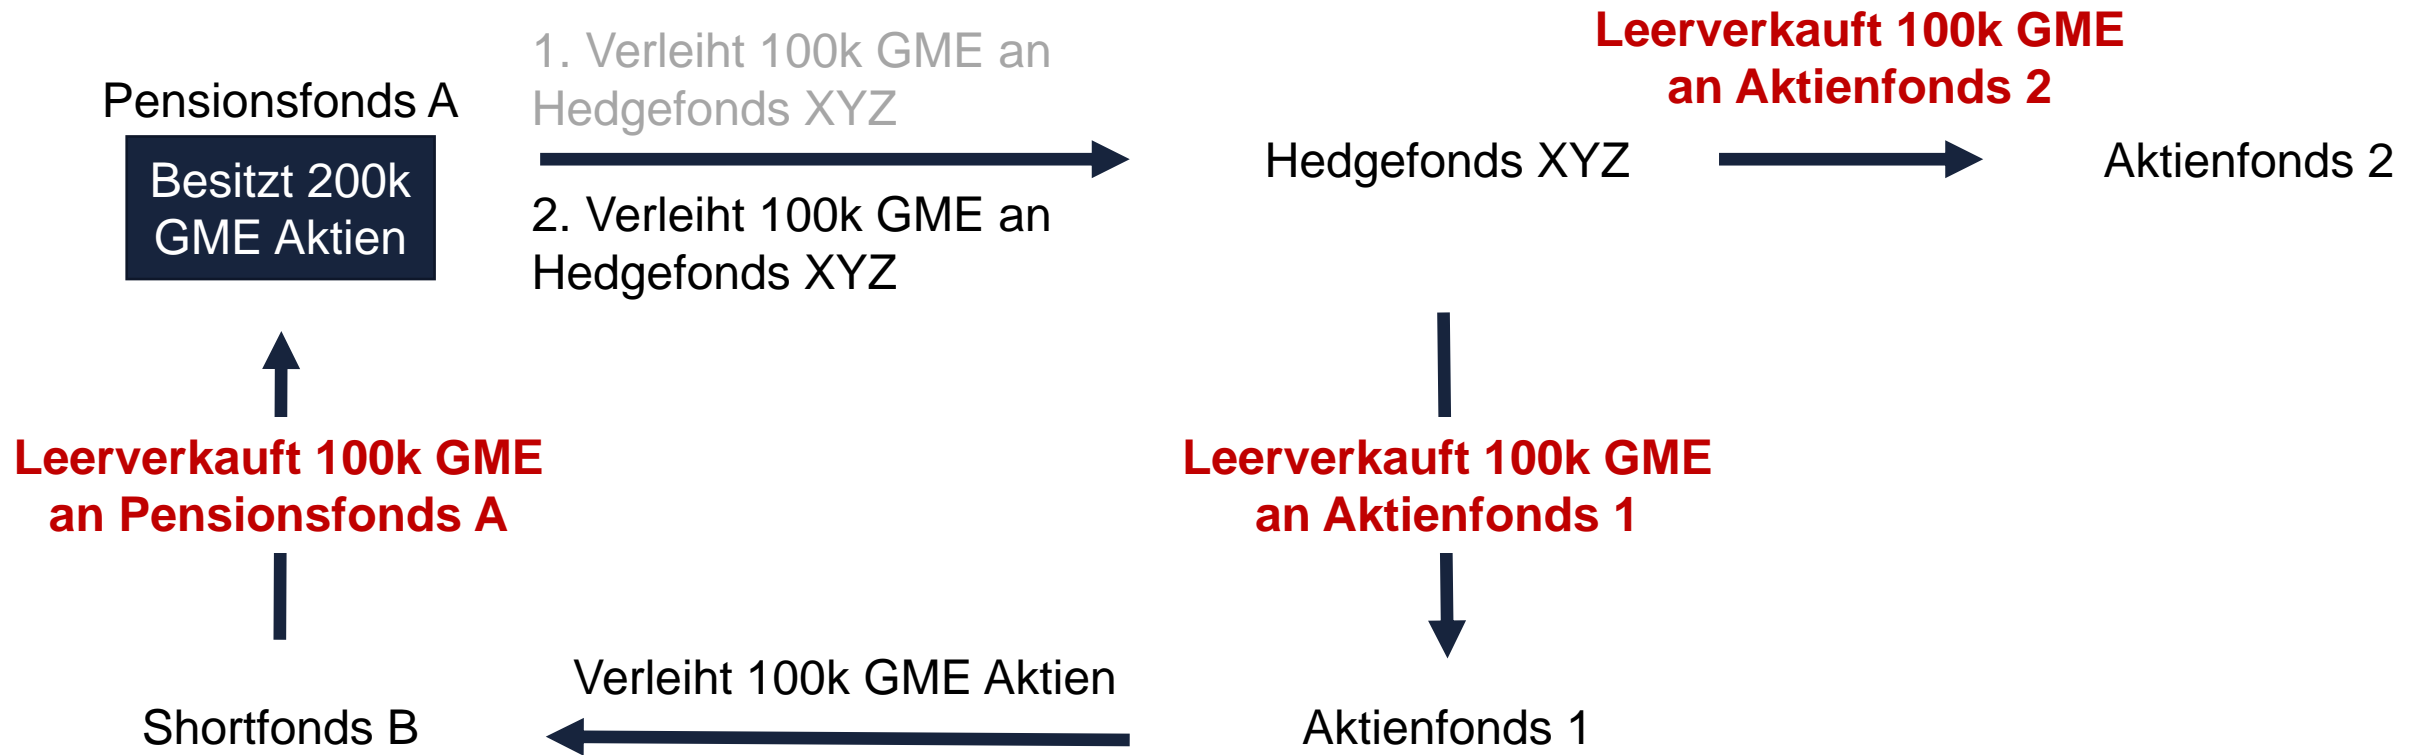 Pensionsfonds A
Besitzt 200k
GME Aktien
1. Verleiht 100k GME an
Hedgefonds XYZ
2. Verleiht 100k GME an
Hedgefonds XYZ
Hedgefonds XYZ
Leerverkauft 100k GME
an Aktienfonds 2
Aktienfonds 2
Leerverkauft 100k GME
an Pensionsfonds A
Leerverkauft 100k GME
an Aktienfonds 1
Shortfonds B
Verleiht 100k GME Aktien
Aktienfonds 1